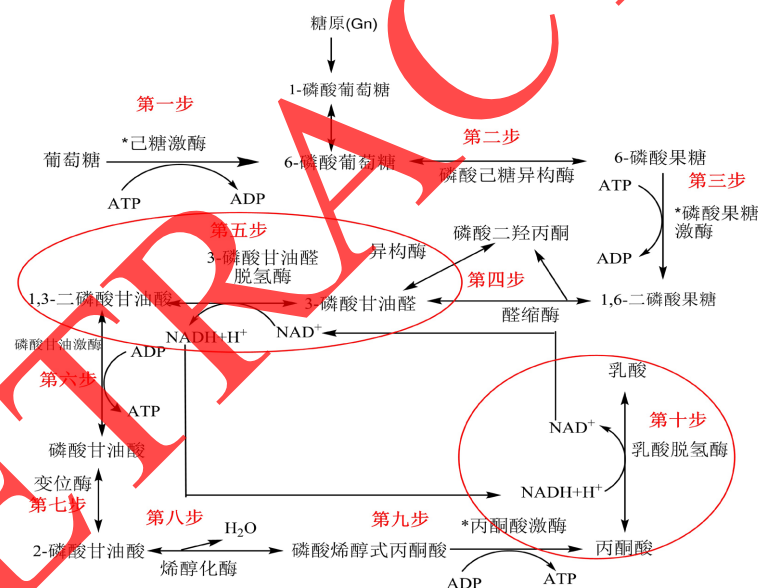 糖原(Gn)
1-磷酸葡萄糖
第一步
葡萄糖
*己糖激酶
ATP
ADP
6-磷酸葡萄糖
第二步
磷酸己糖异构酶
6-磷酸果糖
第三步
ATP
*磷酸果糖
激酶
ADP
1,6-二磷酸果糖
第四步
醛缩酶
磷酸二羟丙酮
异构酶
3-磷酸甘油醛
第五步
3-磷酸甘油醛
脱氢酶
NAD+
NADH+H+
1,3-二磷酸甘油酸
磷酸甘油激酶
ADP
第六步
ATP
磷酸甘油酸
变位酶
第七步
2-磷酸甘油酸
第八步
H2O
烯醇化酶
磷酸烯醇式丙酮酸
第九步
*丙酮酸激酶
ADP
ATP
丙酮酸
NADH+H+
NAD+
第十步
乳酸脱氢酶
乳酸
ETRAC